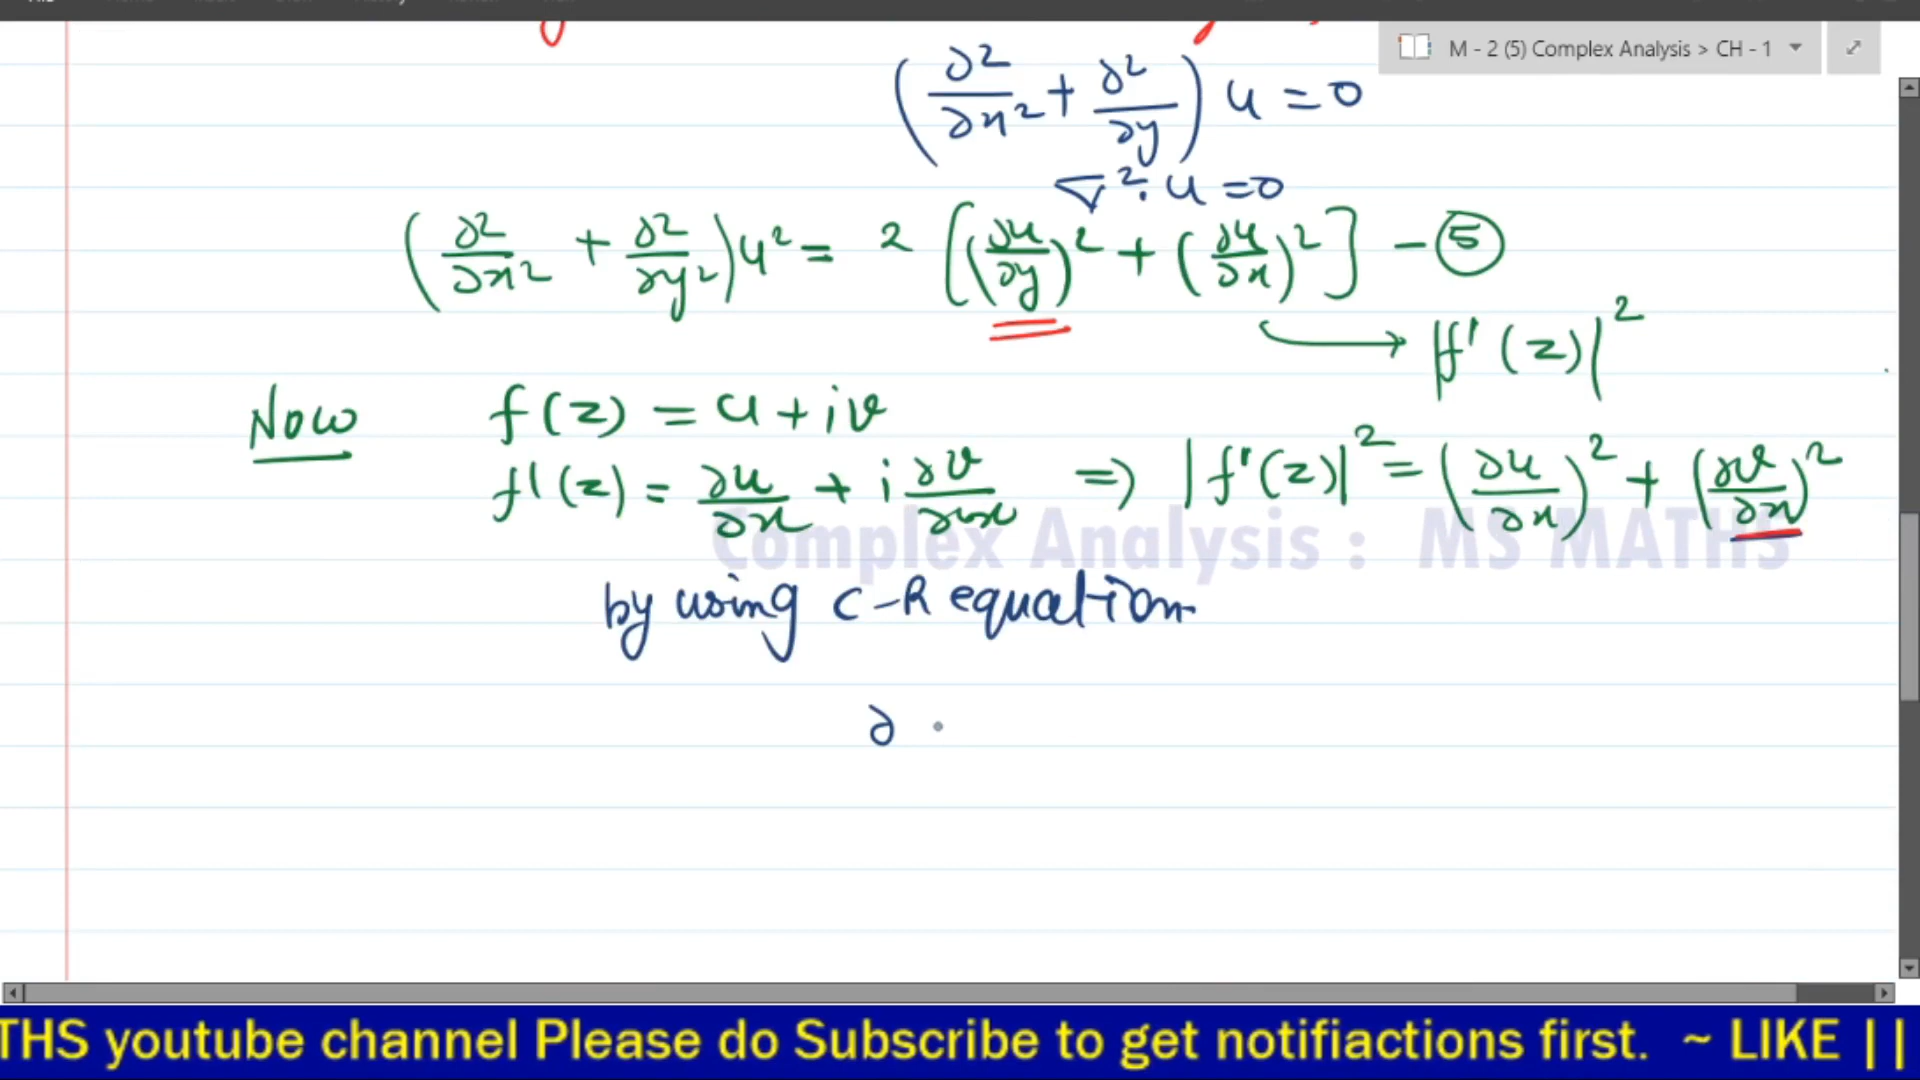 M - 2 (5) Complex Analysis > CH - 1
(∂²/∂x² + ∂²/∂y) u = 0
∇². u = 0
(∂²/∂x² + ∂²/∂y²) u² = 2 [(∂u/∂y)² + (∂u/∂x)²] - ⑤
→ |f'(z)|²
Now f(z) = u + iv
f'(z) = ∂u/∂x + i ∂v/∂x ⇒ |f'(z)|² = (∂u/∂x)² + (∂v/∂x)²
Complex Analysis : MS MATHS
by using C-R equation
∂
THS youtube channel Please do Subscribe to get notifiactions first. ~ LIKE ||